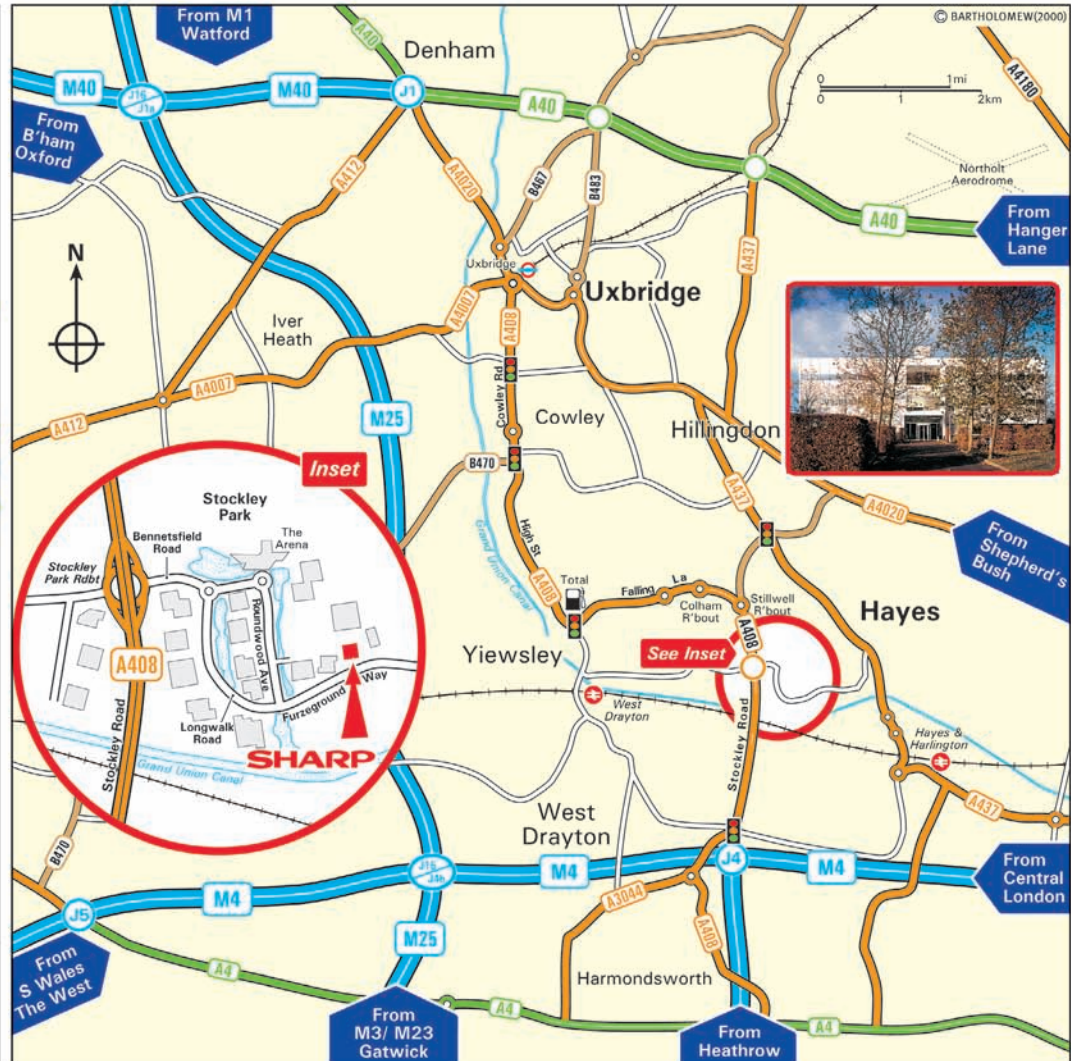 From M1
Watford
© BARTHOLOMEW(2000)
A40
Denham
0
1mi
0
1
2km
A4180
M40
J16
J1a
M40
J1
A40
From
B'ham
Oxford
A412
A4020
B467
B483
Northolt
Aerodrome
A40
From
Hanger
Lane
N
Uxbridge
Uxbridge
A437
Iver
Heath
A4007
A408
A4007
A412
M25
Cowley Rd
Cowley
Hillingdon
B470
A437
A4020
Inset
Stockley
Park
Bennetsfield
Road
The
Arena
Stockley
Park Rdbt
Roundwood Ave
A408
Longwalk
Road
Furzeground Way
Stockley Road
SHARP
Grand Union Canal
High St
Grand Union Canal
A408
Total
Falling La
Colham
R'bout
Stillwell
R'bout
From
Shepherd's
Bush
Hayes
A408
See Inset
Yiewsley
West
Drayton
Stockley Road
Hayes &
Harlington
A437
West
Drayton
B470
J16
J4b
M4
J4
M4
From
Central
London
J5
M4
M25
A3044
A408
From
S Wales
The West
A4
Harmondsworth
A4
A4
From
M3/ M23
Gatwick
From
Heathrow